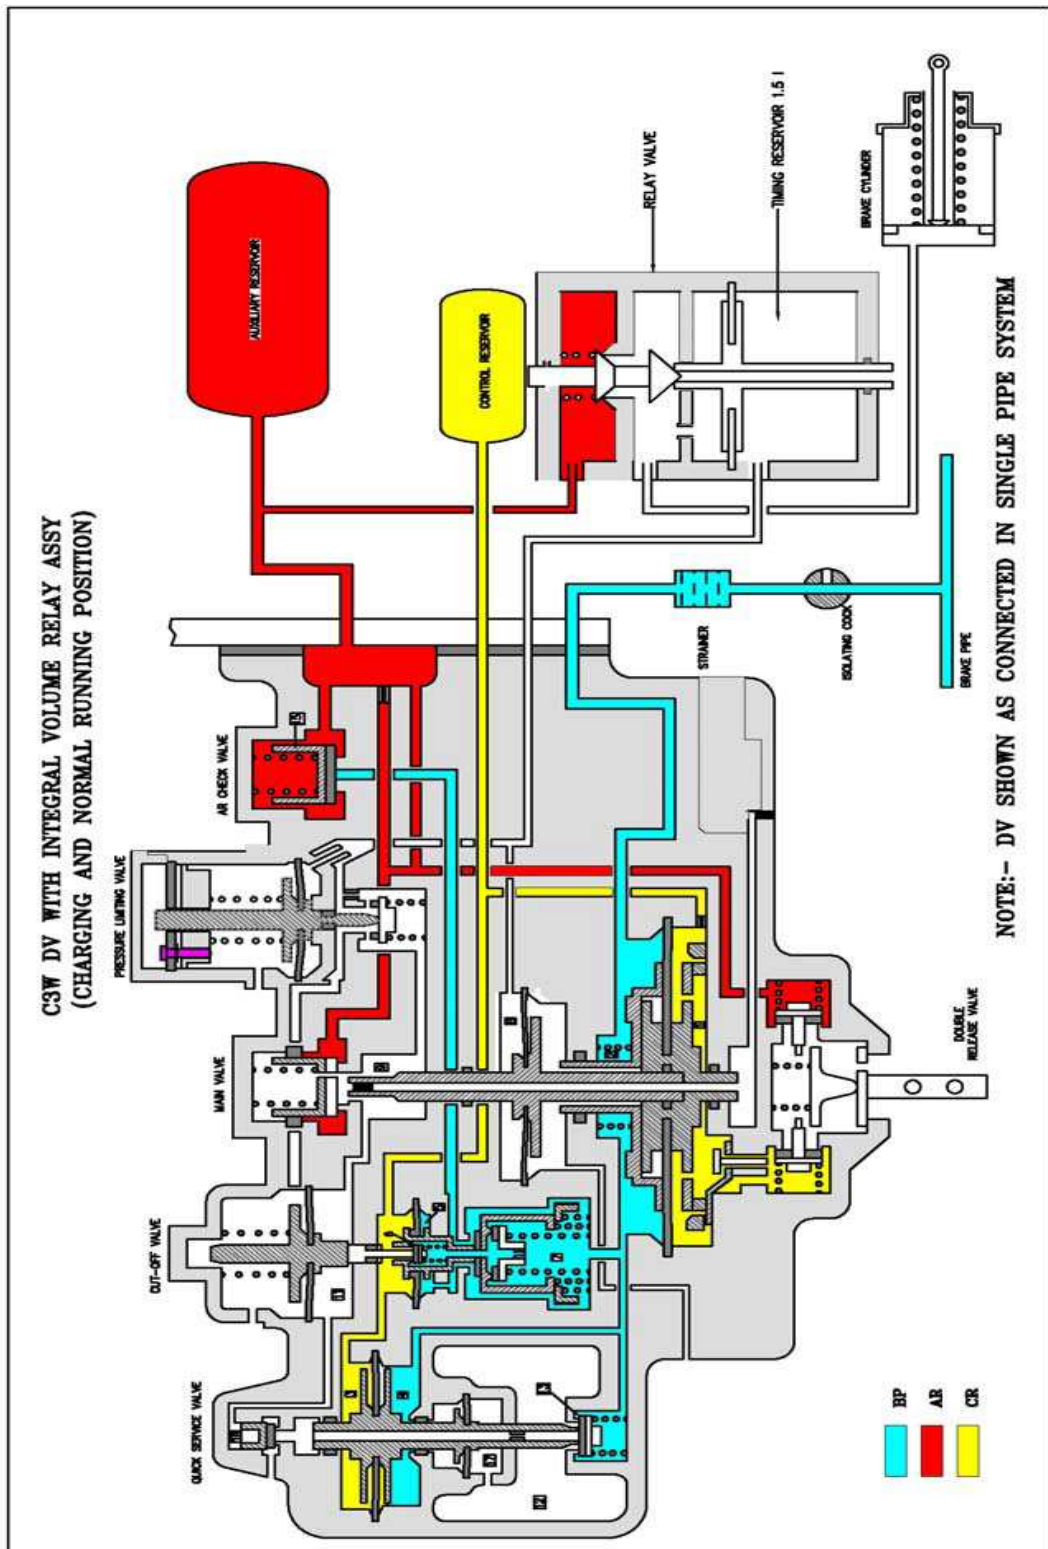 C3W DV WITH INTEGRAL VOLUME RELAY ASSY
(CHARGING AND NORMAL RUNNING POSITION)
QUICK SERVICE VALVE
CUT-OFF VALVE
MAIN VALVE
PRESSURE LIMITING VALVE
AR CHECK VALVE
AUXILIARY RESERVOIR
CONTROL RESERVOIR
RELAY VALVE
TIMING RESERVOIR 1.5 l
BRAKE CYLINDER
STRAINER
ISOLATING COCK
BRAKE PIPE
DOUBLE
RELEASE VALVE
BP
AR
CR
NOTE:- DV SHOWN AS CONNECTED IN SINGLE PIPE SYSTEM